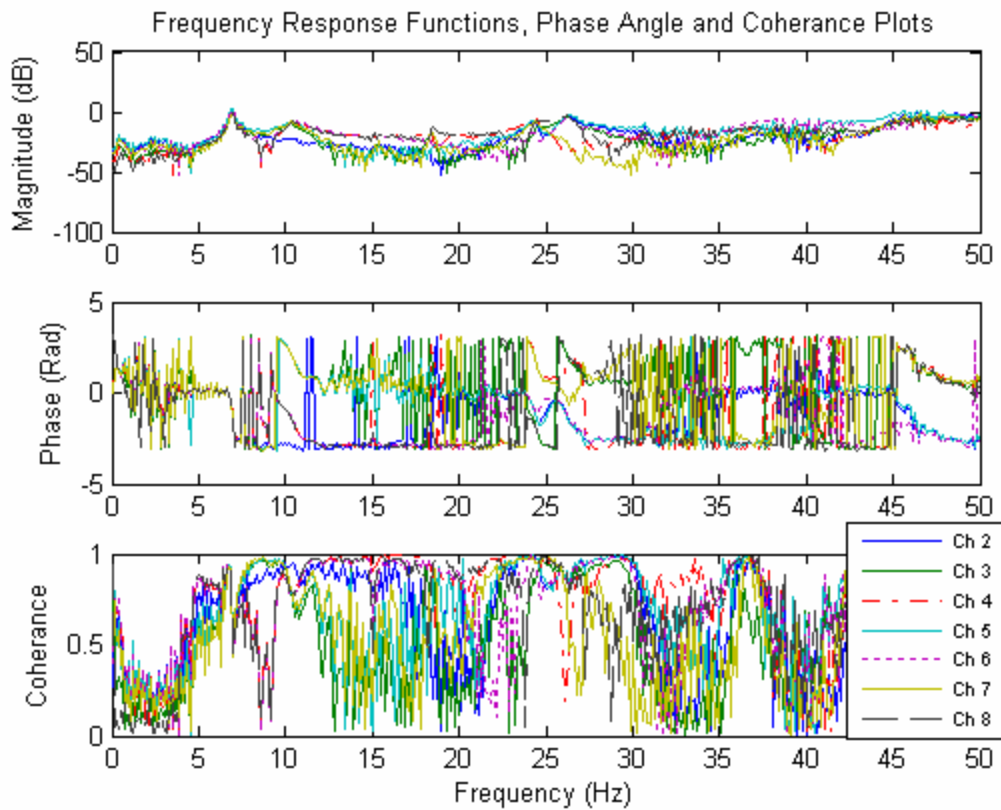 Frequency Response Functions, Phase Angle and Coherance Plots
Magnitude (dB)
50
0
-50
-100
0 5 10 15 20 25 30 35 40 45 50
Phase (Rad)
5
0
-5
0 5 10 15 20 25 30 35 40 45 50
Coherance
1
0.5
0
0 5 10 15 20 25 30 35 40 45 50
Frequency (Hz)
Ch 2
Ch 3
Ch 4
Ch 5
Ch 6
Ch 7
Ch 8